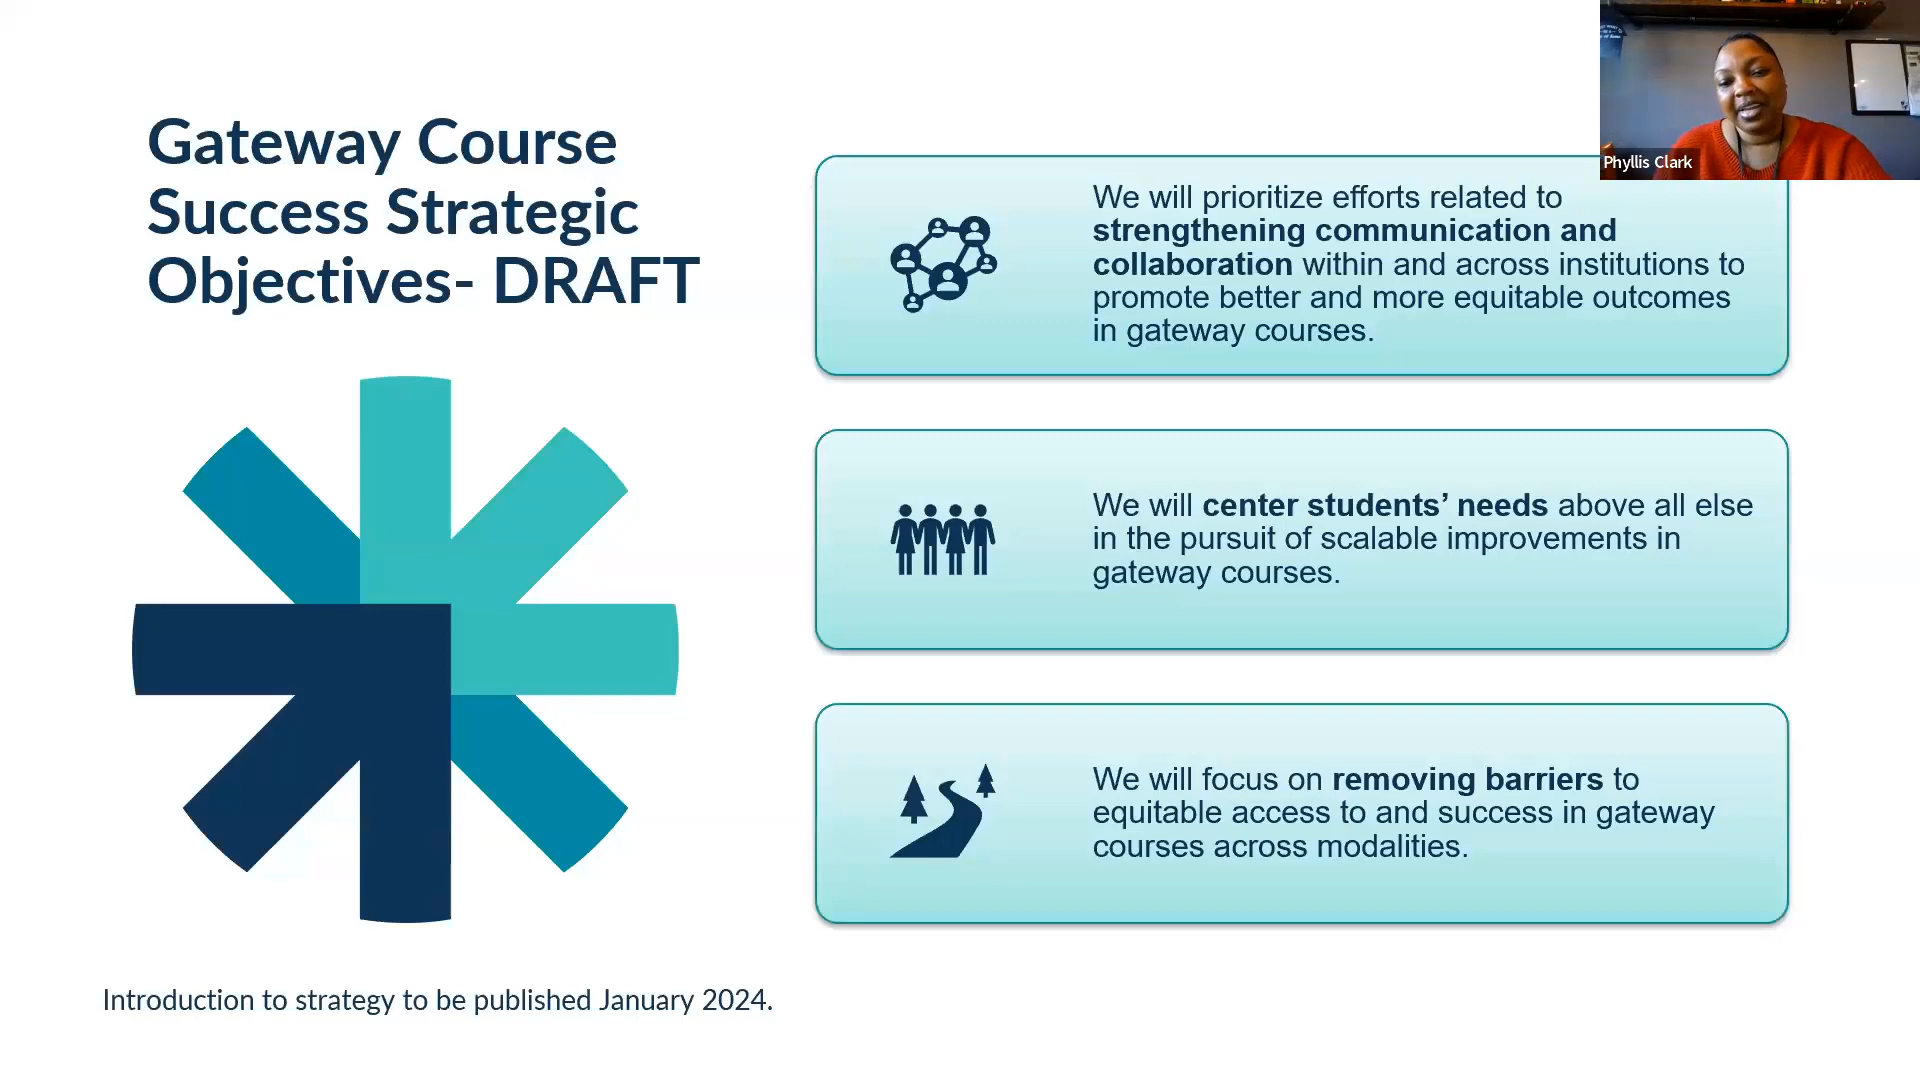 Gateway Course
Success Strategic
Objectives- DRAFT
Phyllis Clark
We will prioritize efforts related to
strengthening communication and
collaboration within and across institutions to
promote better and more equitable outcomes
in gateway courses.
We will center students’ needs above all else
in the pursuit of scalable improvements in
gateway courses.
We will focus on removing barriers to
equitable access to and success in gateway
courses across modalities.
Introduction to strategy to be published January 2024.